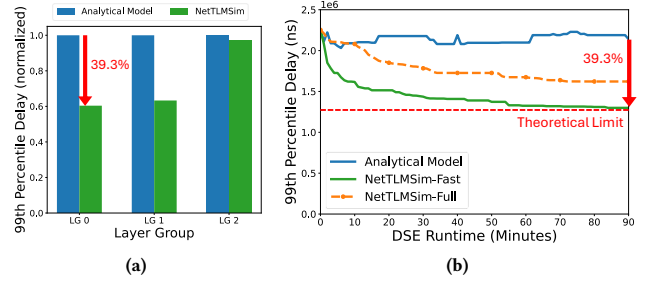 Analytical Model
NetTLMSim
99th Percentile Delay (normalized)
1.0
0.8
0.6
0.4
0.2
0.0
39.3%
LG 0
LG 1
LG 2
Layer Group
(a)
1e6
99th Percentile Delay (ns)
2.5
2.0
1.5
1.0
0.5
0.0
39.3%
Theoretical Limit
Analytical Model
NetTLMSim-Fast
NetTLMSim-Full
0 10 20 30 40 50 60 70 80 90
DSE Runtime (Minutes)
(b)